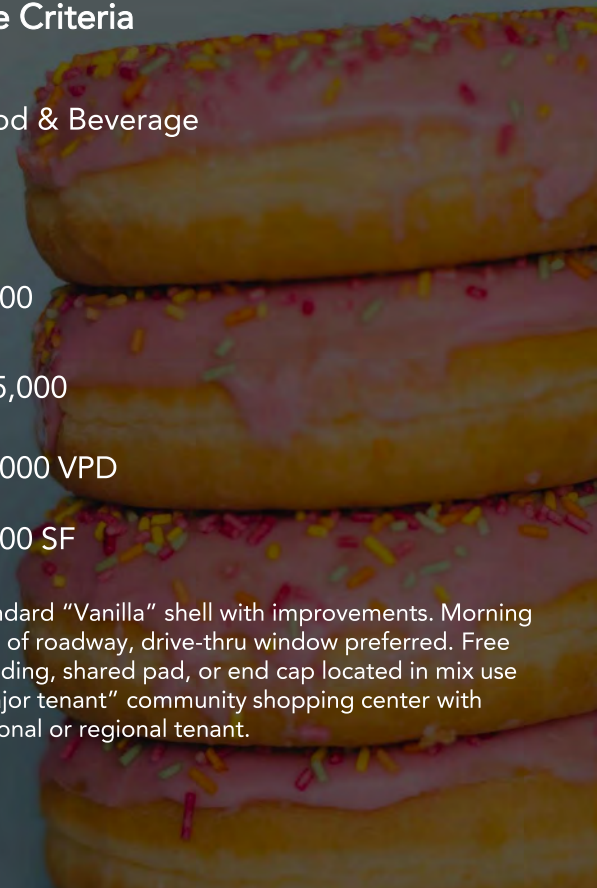 e Criteria
od & Beverage
00
5,000
000 VPD
00 SF
ndard “Vanilla” shell with improvements. Morning
of roadway, drive-thru window preferred. Free
ding, shared pad, or end cap located in mix use
ajor tenant” community shopping center with
onal or regional tenant.